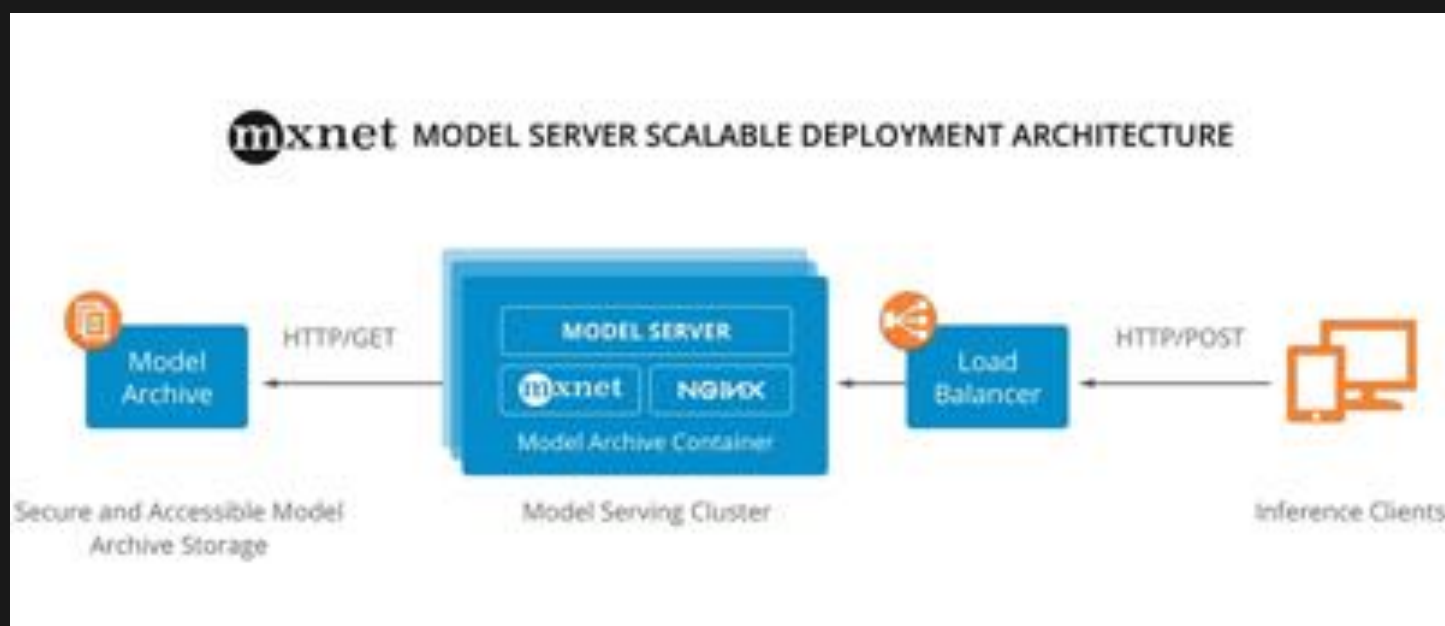 mxnet MODEL SERVER SCALABLE DEPLOYMENT ARCHITECTURE
Model
Archive
HTTP/GET
MODEL SERVER
mxnet
NGINX
Model Archive Container
Load
Balancer
HTTP/POST
Secure and Accessible Model
Archive Storage
Model Serving Cluster
Inference Clients